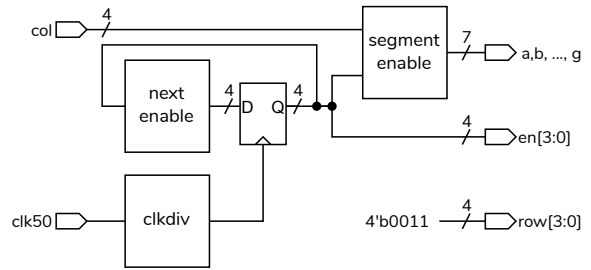 col
4
segment
enable
7
a,b, ..., g
next
enable
4
D
Q
4
4
en[3:0]
clk50
clkdiv
4'b0011
4
row[3:0]